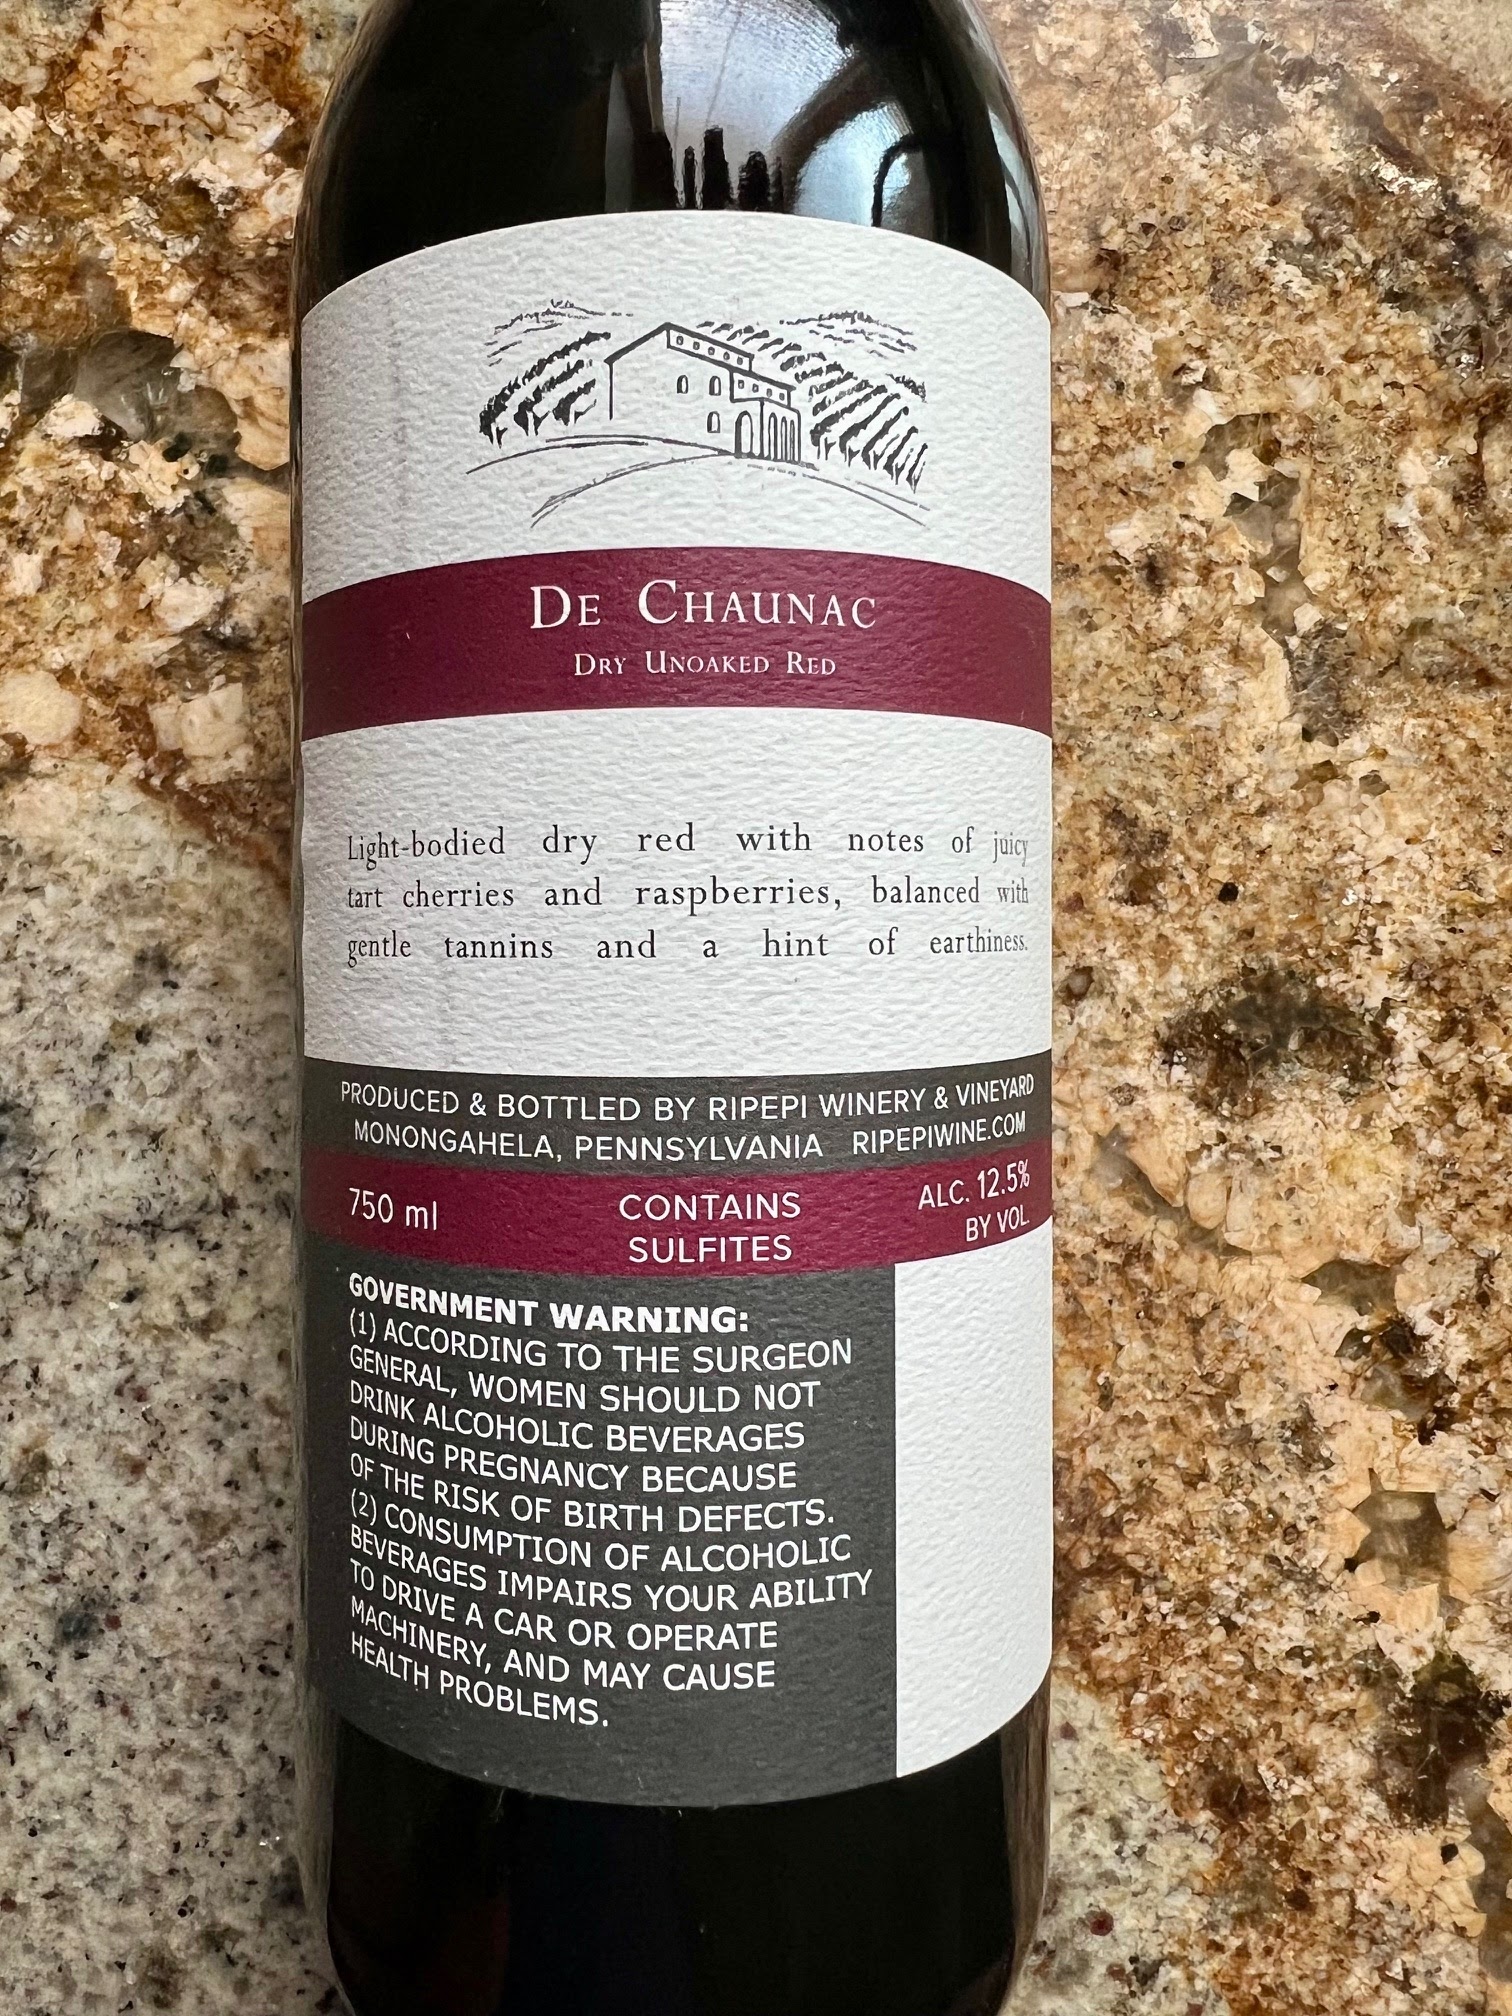 De Chaunac
Dry Unoaked Red
Light-bodied dry red with notes of juicy
tart cherries and raspberries, balanced with
gentle tannins and a hint of earthiness.
PRODUCED & BOTTLED BY RIPEPI WINERY & VINEYARD
MONONGAHELA, PENNSYLVANIA RIPEPIWINE.COM
750 ml
CONTAINS
SULFITES
ALC. 12.5%
BY VOL.
GOVERNMENT WARNING:
(1) ACCORDING TO THE SURGEON
GENERAL, WOMEN SHOULD NOT
DRINK ALCOHOLIC BEVERAGES
DURING PREGNANCY BECAUSE
OF THE RISK OF BIRTH DEFECTS.
(2) CONSUMPTION OF ALCOHOLIC
BEVERAGES IMPAIRS YOUR ABILITY
TO DRIVE A CAR OR OPERATE
MACHINERY, AND MAY CAUSE
HEALTH PROBLEMS.